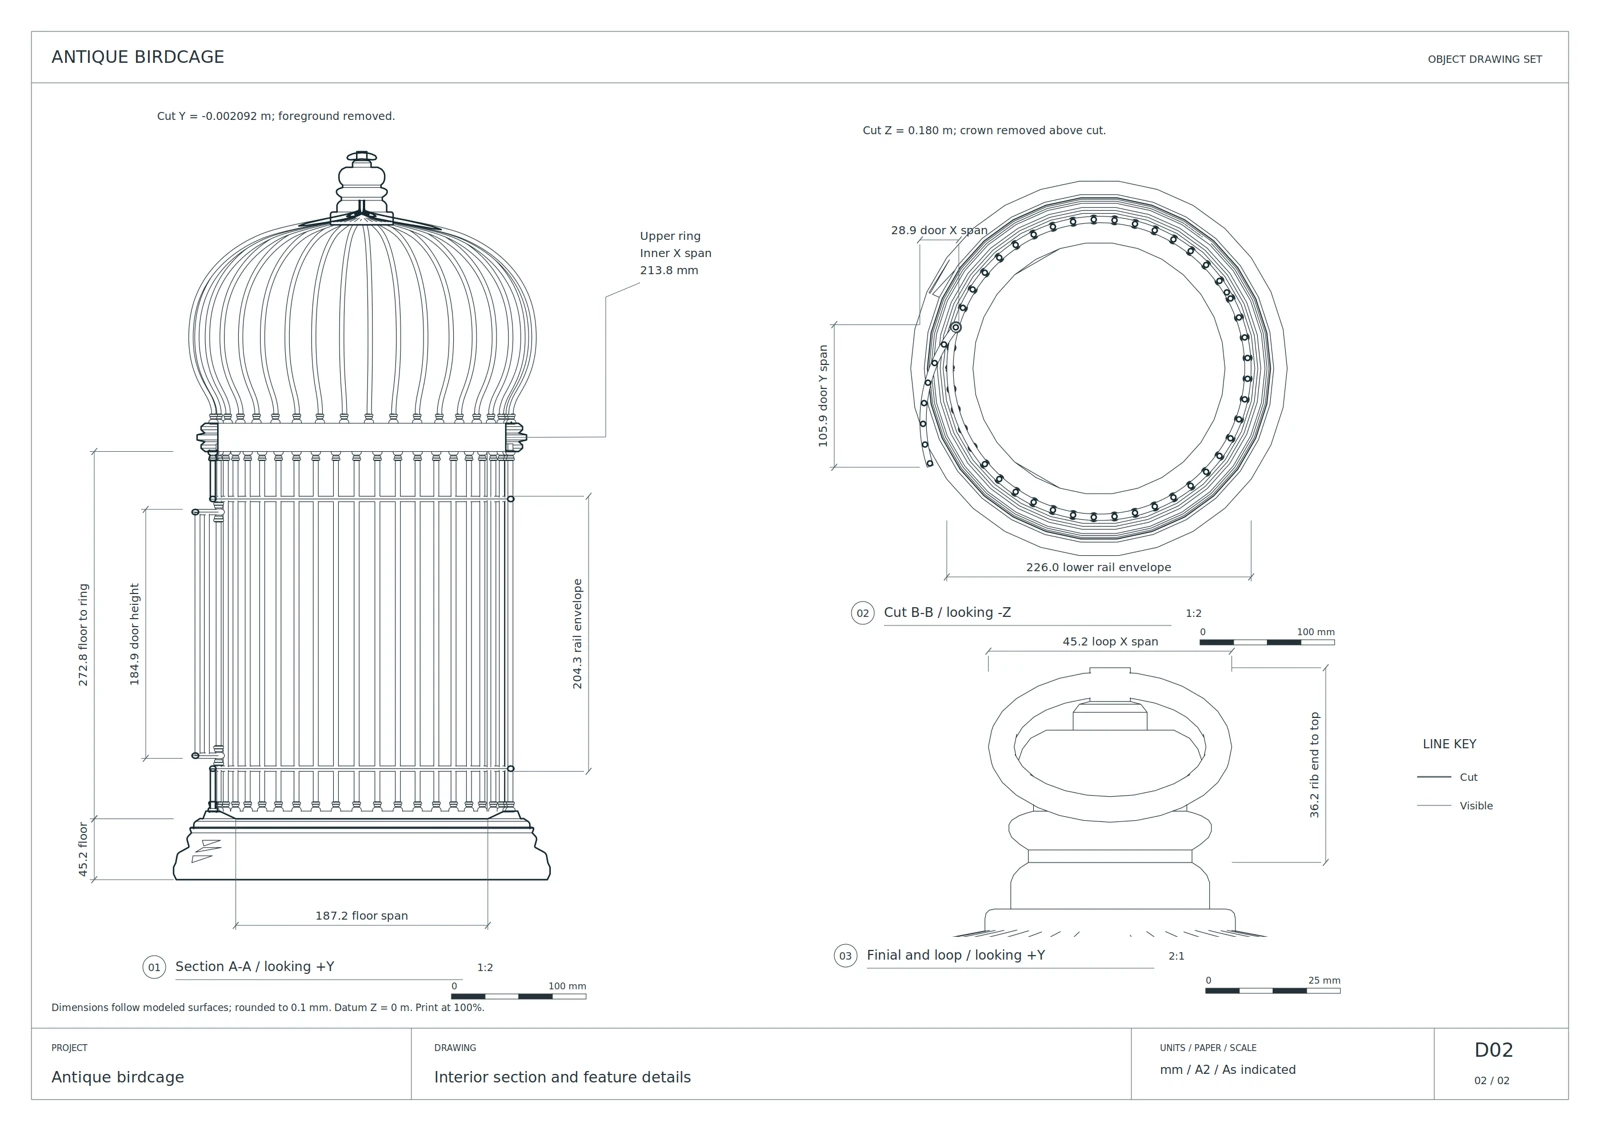 ANTIQUE BIRDCAGE
OBJECT DRAWING SET
Cut Y = -0.002092 m; foreground removed.
Cut Z = 0.180 m; crown removed above cut.
Upper ring
Inner X span
213.8 mm
272.8 floor to ring
184.9 door height
204.3 rail envelope
45.2 floor
187.2 floor span
01
Section A-A / looking +Y
1:2
0
100 mm
28.9 door X span
105.9 door Y span
226.0 lower rail envelope
02
Cut B-B / looking -Z
1:2
0
100 mm
45.2 loop X span
36.2 rib end to top
03
Finial and loop / looking +Y
2:1
0
25 mm
LINE KEY
Cut
Visible
Dimensions follow modeled surfaces; rounded to 0.1 mm. Datum Z = 0 m. Print at 100%.
PROJECT
Antique birdcage
DRAWING
Interior section and feature details
UNITS / PAPER / SCALE
mm / A2 / As indicated
D02
02 / 02